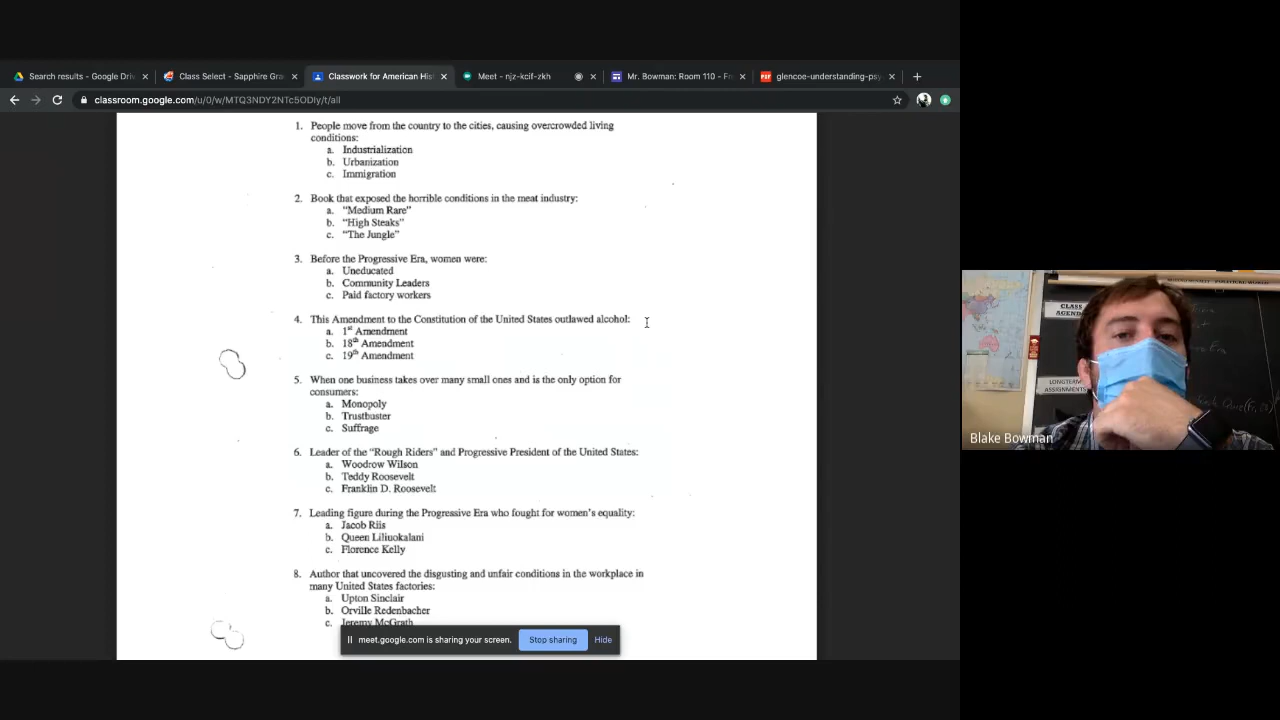 Search results - Google Driv
Class Select - Sapphire Gra
Classwork for American His
Meet - njz-kcif-zkh
Mr. Bowman: Room 110 - Fr
glencoe-understanding-psy
classroom.google.com/u/0/w/MTQ3NDY2NTc5ODIy/t/all
1. People move from the country to the cities, causing overcrowded living
conditions:
a. Industrialization
b. Urbanization
c. Immigration
2. Book that exposed the horrible conditions in the meat industry:
a. "Medium Rare"
b. "High Steaks"
c. "The Jungle"
3. Before the Progressive Era, women were:
a. Uneducated
b. Community Leaders
c. Paid factory workers
4. This Amendment to the Constitution of the United States outlawed alcohol:
a. 1st Amendment
b. 18th Amendment
c. 19th Amendment
5. When one business takes over many small ones and is the only option for
consumers:
a. Monopoly
b. Trustbuster
c. Suffrage
6. Leader of the "Rough Riders" and Progressive President of the United States:
a. Woodrow Wilson
b. Teddy Roosevelt
c. Franklin D. Roosevelt
7. Leading figure during the Progressive Era who fought for women's equality:
a. Jacob Riis
b. Queen Liliuokalani
c. Florence Kelly
8. Author that uncovered the disgusting and unfair conditions in the workplace in
many United States factories:
a. Upton Sinclair
b. Orville Redenbacher
c. Jeremy McGrath
meet.google.com is sharing your screen.
Stop sharing
Hide
CLASS
AGENDA
LONGTERM
ASSIGNMENTS
Blake Bowman